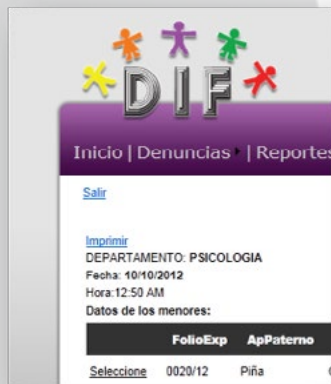 DIF
Inicio | Denuncias | Reportes
Salir
Imprimir
DEPARTAMENTO: PSICOLOGIA
Fecha: 10/10/2012
Hora:12:50 AM
Datos de los menores:
FolioExp ApPaterno
Seleccione 0020/12 Piña